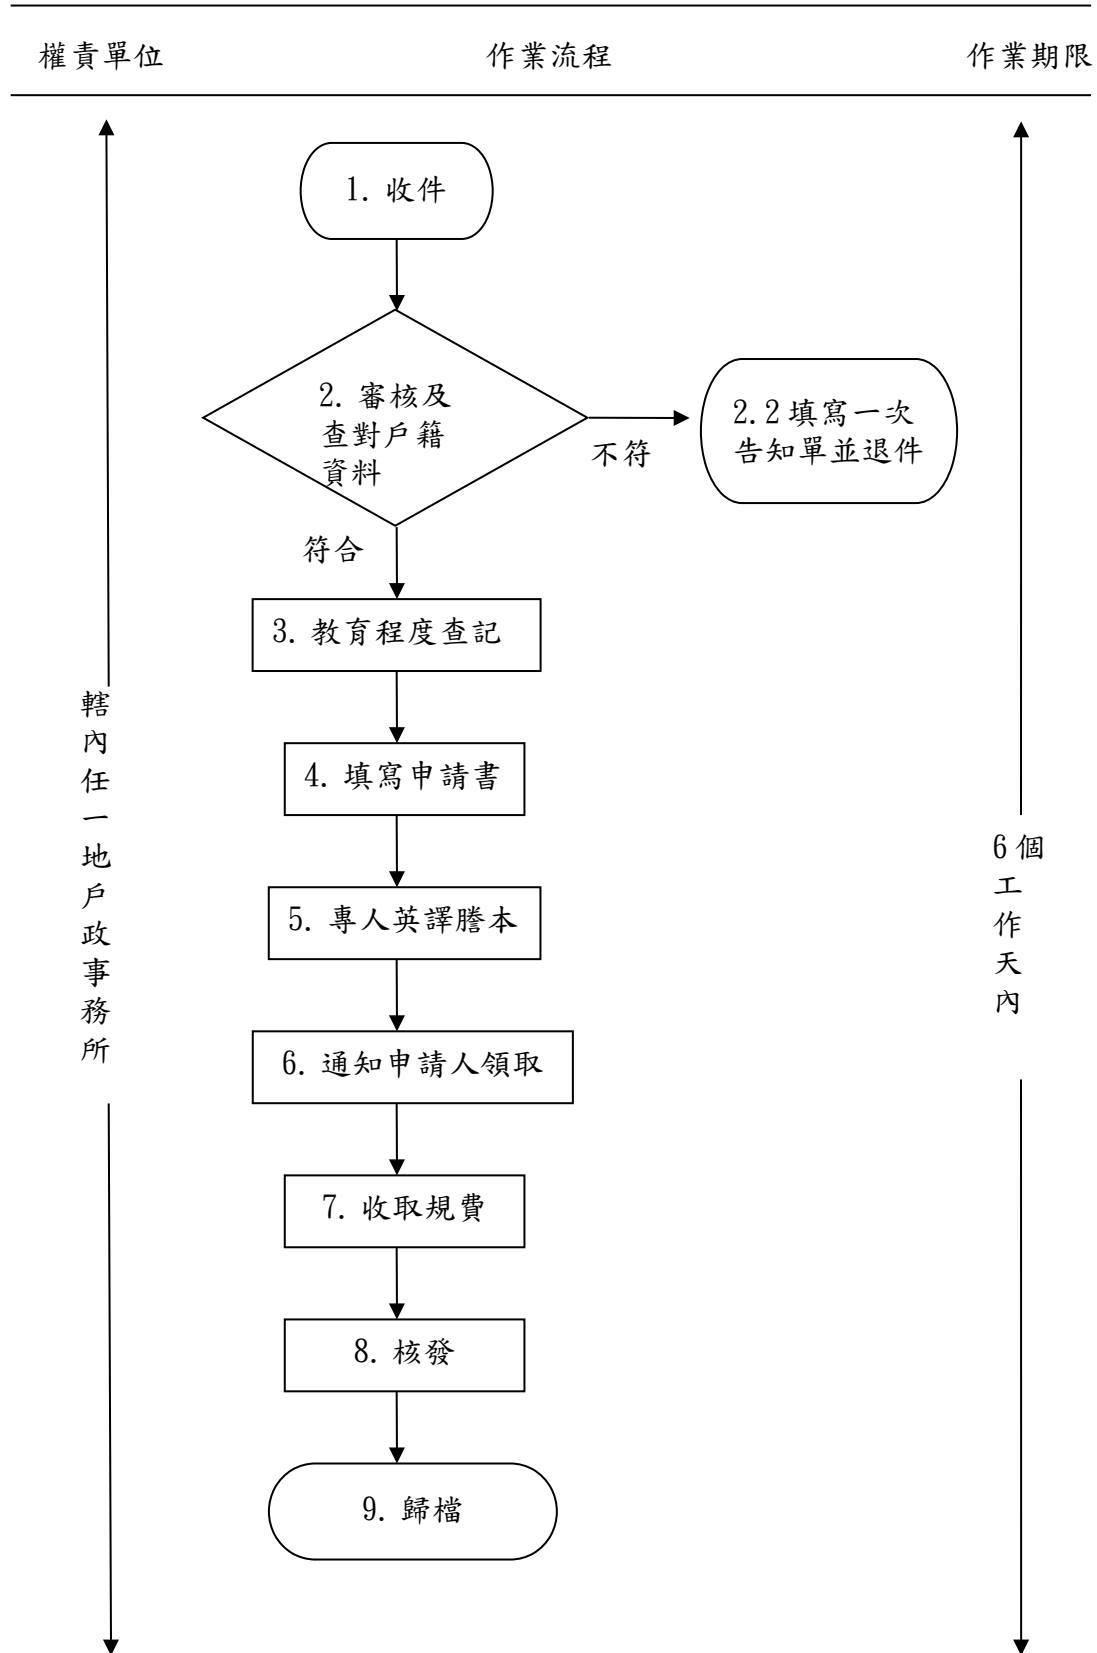 權責單位
作業流程
作業期限
1. 收件
2. 審核及
查對戶籍
資料
不符
2.2填寫一次
告知單並退件
符合
3. 教育程度查記
4. 填寫申請書
5. 專人英譯謄本
6. 通知申請人領取
7. 收取規費
8. 核發
9. 歸檔
轄內任一地戶政事務所
6個
工
作
天
內